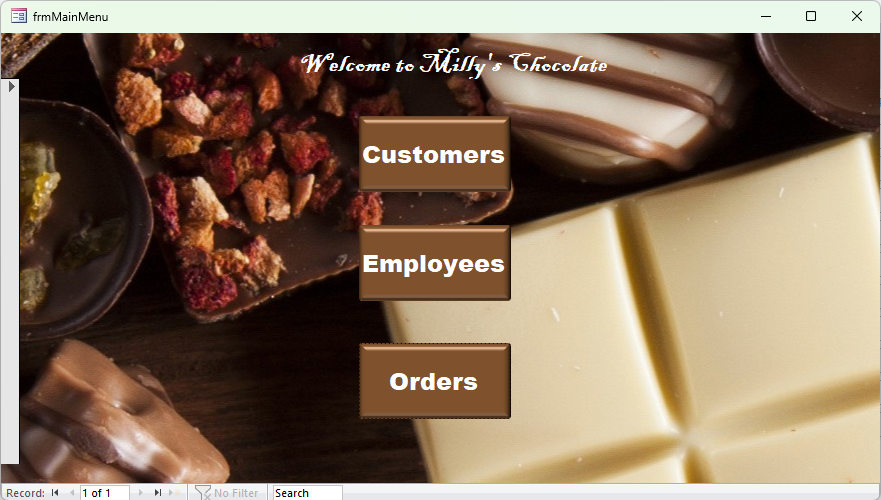 frmMainMenu
Welcome to Milly's Chocolate
Customers
Employees
Orders
Record: 1 of 1 No Filter Search